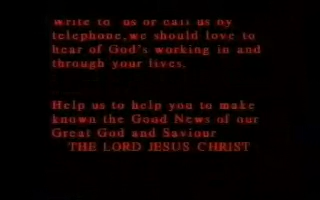 write to us or call us by
telephone, we should love to
hear of God's working in and
through your lives.
Help us to help you to make
known the Good News of our
Great God and Saviour
THE LORD JESUS CHRIST